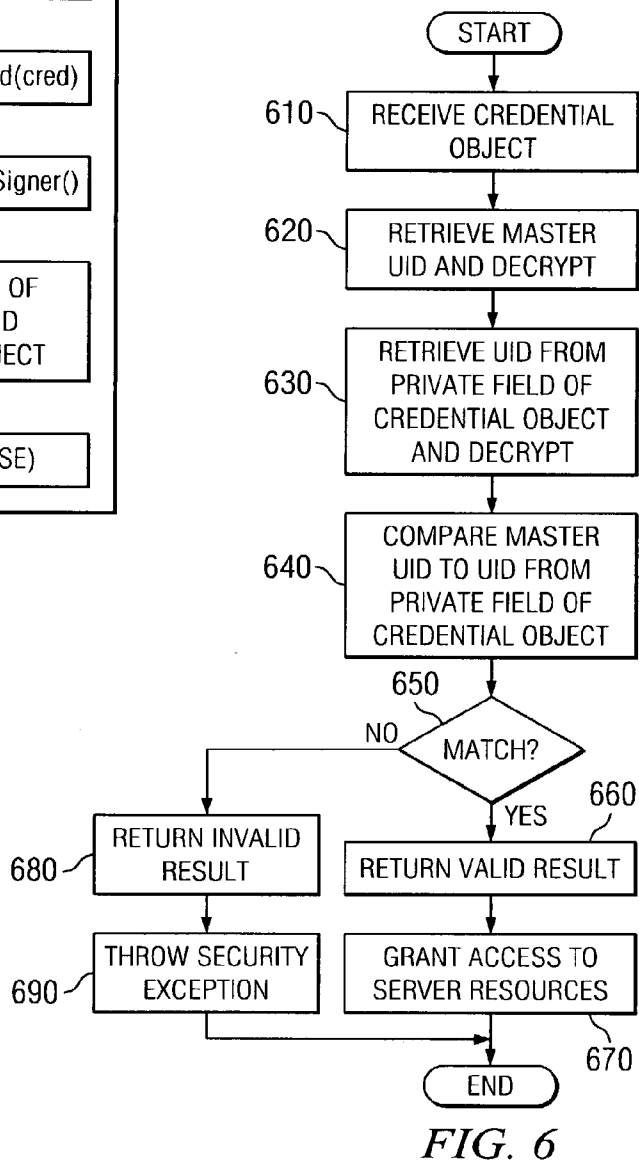 d(cred)
Signer()
OF
D
JECT
SE)
START
610
RECEIVE CREDENTIAL
OBJECT
620
RETRIEVE MASTER
UID AND DECRYPT
630
RETRIEVE UID FROM
PRIVATE FIELD OF
CREDENTIAL OBJECT
AND DECRYPT
640
COMPARE MASTER
UID TO UID FROM
PRIVATE FIELD OF
CREDENTIAL OBJECT
650
NO
MATCH?
YES
660
680
RETURN INVALID
RESULT
RETURN VALID RESULT
690
THROW SECURITY
EXCEPTION
GRANT ACCESS TO
SERVER RESOURCES
670
END
FIG. 6